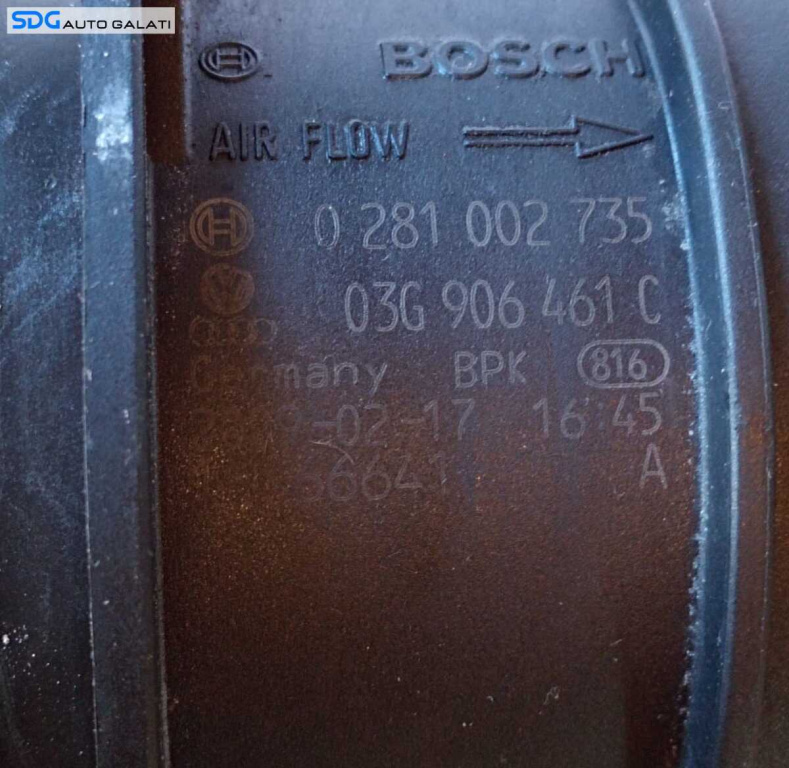 SDG AUTO GALATI
BOSCH
AIR FLOW
0 281 002 735
03G 906 461 C
Germany BPK 816
-02-17 16:45
A